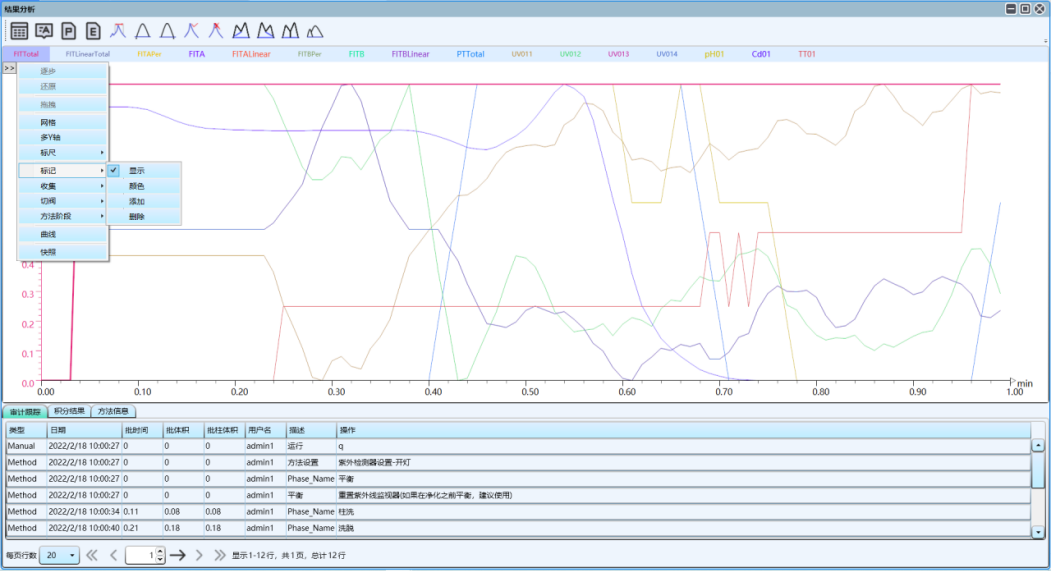 结果分析
A P E
FITTotal FITLinearTotal FITAPer FITA FITALinear FITBPer FITB FITBLinear PTTotal UV011 UV012 UV013 UV014 pH01 Cd01 TT01
>>
逐步
还原
拖拽
网格
多Y轴
标尺
标记
显示
收集
颜色
切阀
添加
方法阶段
删除
曲线
快照
0.4
0.3
0.2
0.1
0.0
0.00 0.10 0.20 0.30 0.40 0.50 0.60 0.70 0.80 0.90 1.00 min
审计跟踪 积分结果 方法信息
类型 日期 批时间 批体积 批柱体积 用户名 描述 操作
Manual 2022/2/18 10:00:27 0 0 0 admin1 运行 q
Method 2022/2/18 10:00:27 0 0 0 admin1 方法设置 紫外检测器设置-开灯
Method 2022/2/18 10:00:27 0 0 0 admin1 Phase_Name 平衡
Method 2022/2/18 10:00:27 0 0 0 admin1 平衡 重置紫外线监视器(如果在净化之前平衡，建议使用)
Method 2022/2/18 10:00:34 0.11 0.08 0.08 admin1 Phase_Name 柱洗
Method 2022/2/18 10:00:40 0.21 0.18 0.18 admin1 Phase_Name 洗脱
每页行数 20 1 显示1-12行，共1页，总计12行